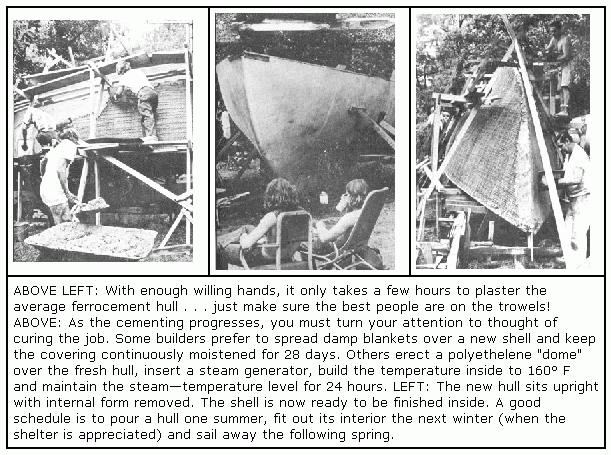 ABOVE LEFT: With enough willing hands, it only takes a few hours to plaster the
average ferrocement hull . . . just make sure the best people are on the trowels!
ABOVE: As the cementing progresses, you must turn your attention to thought of
curing the job. Some builders prefer to spread damp blankets over a new shell and keep
the covering continuously moistened for 28 days. Others erect a polyethelene "dome"
over the fresh hull, insert a steam generator, build the temperature inside to 160º F
and maintain the steam—temperature level for 24 hours. LEFT: The new hull sits upright
with internal form removed. The shell is now ready to be finished inside. A good
schedule is to pour a hull one summer, fit out its interior the next winter (when the
shelter is appreciated) and sail away the following spring.